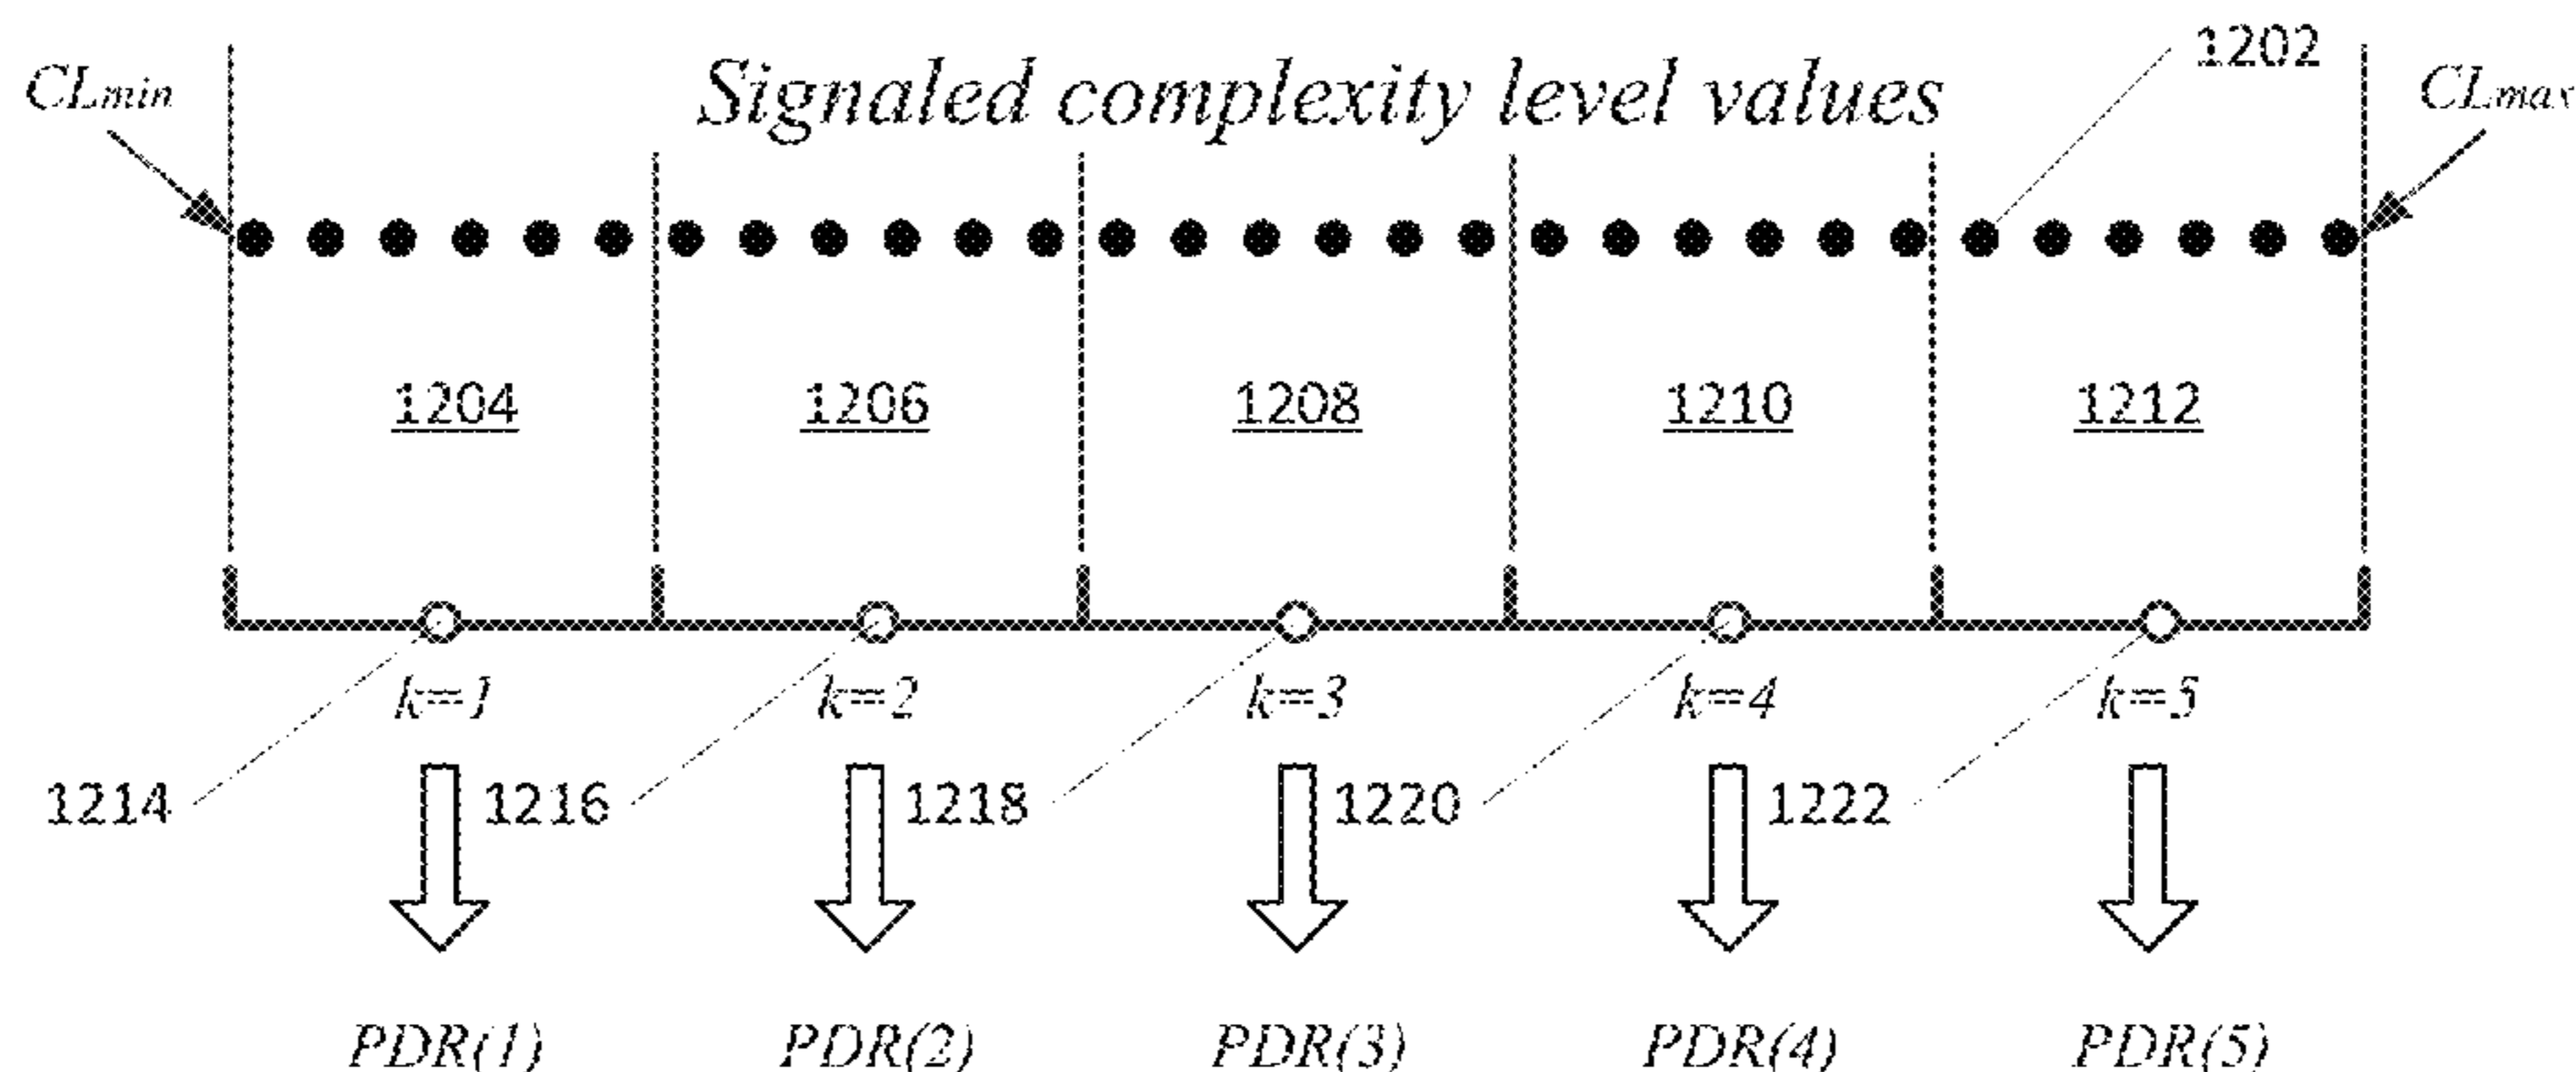 1202
CLmin Signaled complexity level values CLmax
1204 1206 1208 1210 1212
k=1 k=2 k=3 k=4 k=5
1214 1216 1218 1220 1222
PDR(1) PDR(2) PDR(3) PDR(4) PDR(5)